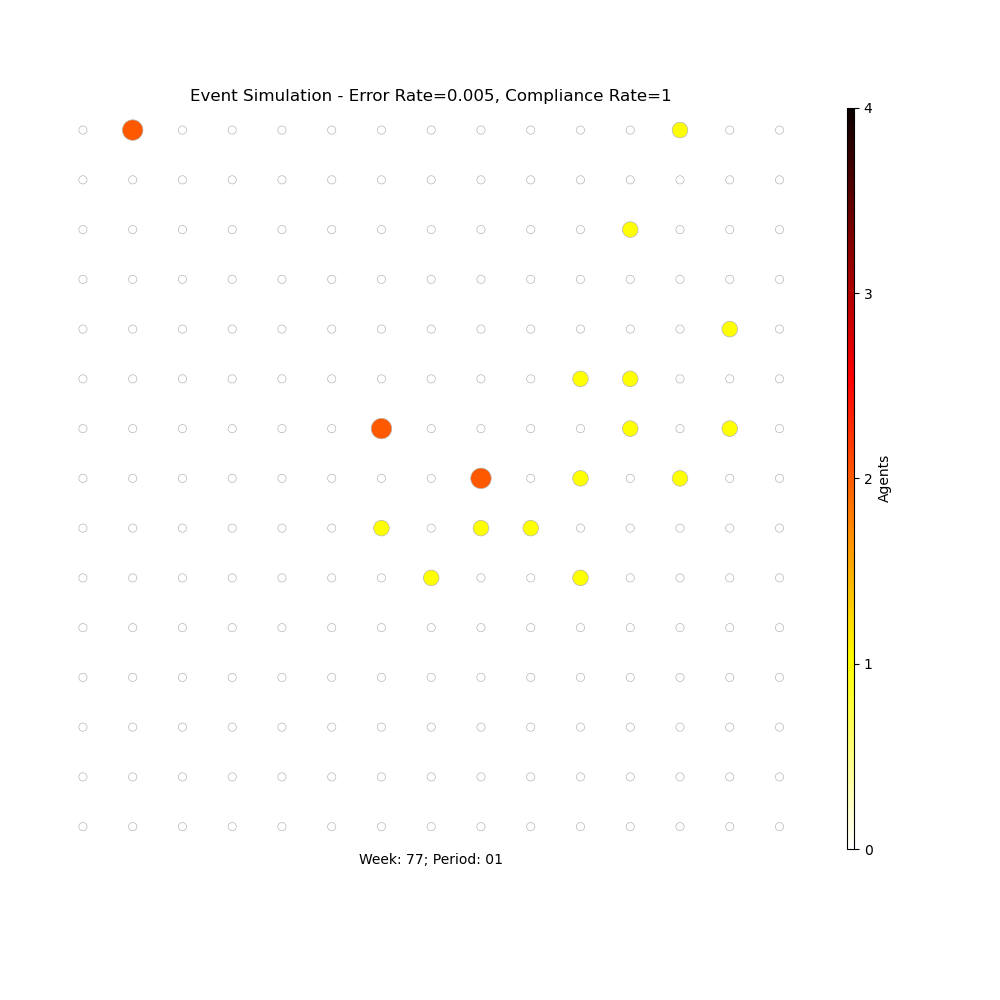 Event Simulation - Error Rate=0.005, Compliance Rate=1
4
3
2
1
0
Agents
Week: 77; Period: 01